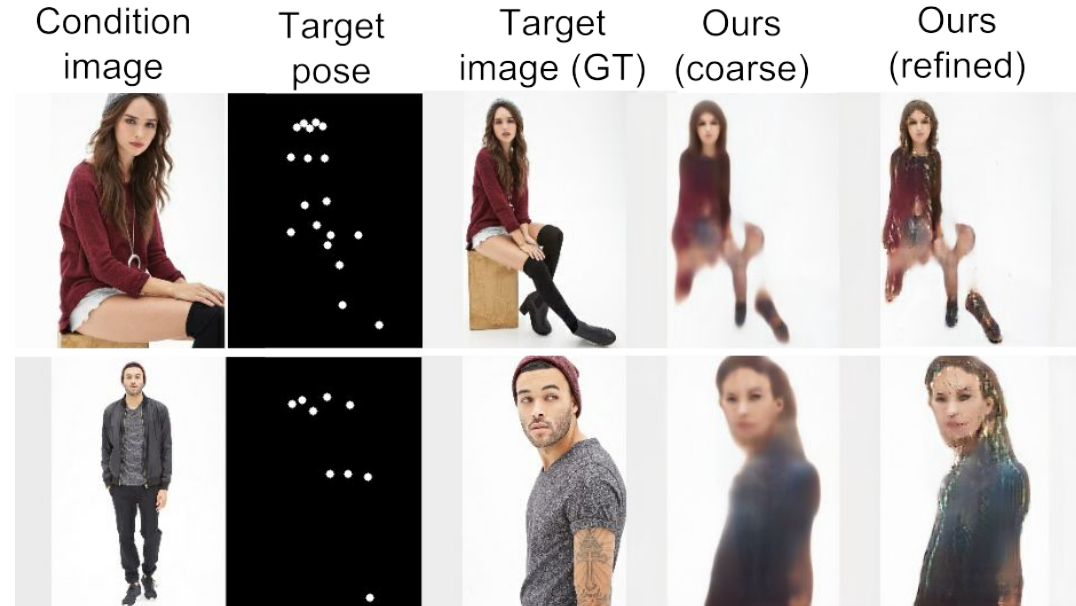 Condition
image
Target
pose
Target
image (GT)
Ours
(coarse)
Ours
(refined)